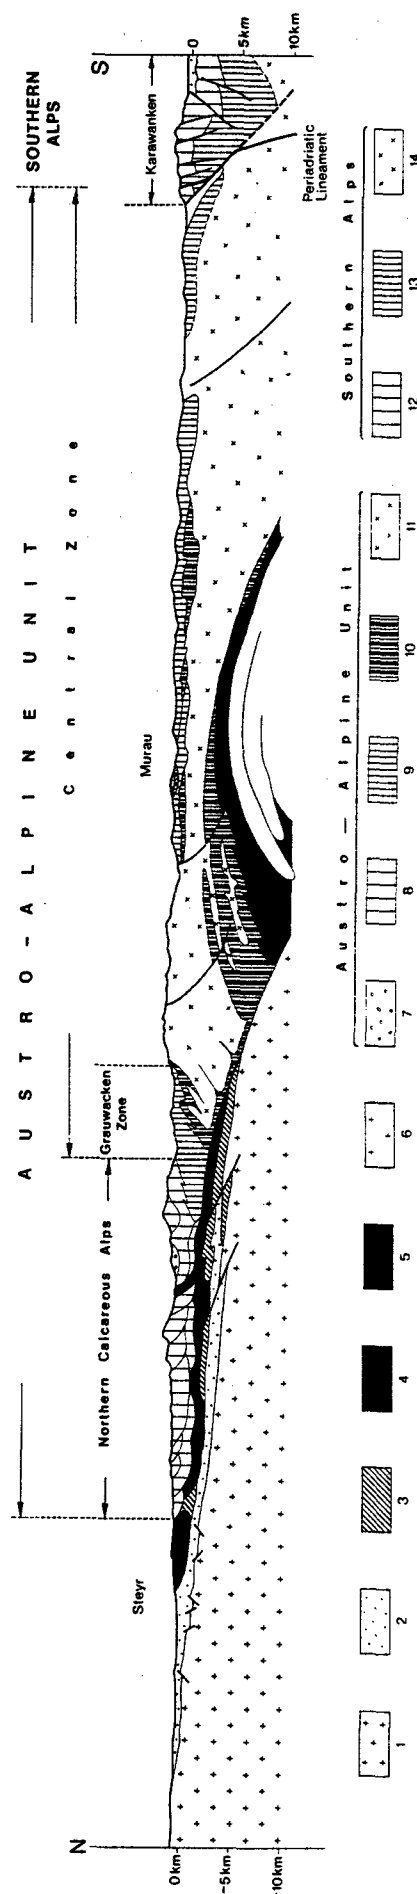 AUSTRO-ALPINE UNIT
SOUTHERN
ALPS
Central Zone
Northern Calcareous Alps
Grauwacken
Zone
Karawanken
N
Steyr
Murau
S
0km
-5km
-10km
0
-5km
-10km
Periadriatic
Lineament
Austro-Alpine Unit
Southern Alps
1
2
3
4
5
6
7
8
9
10
11
12
13
14